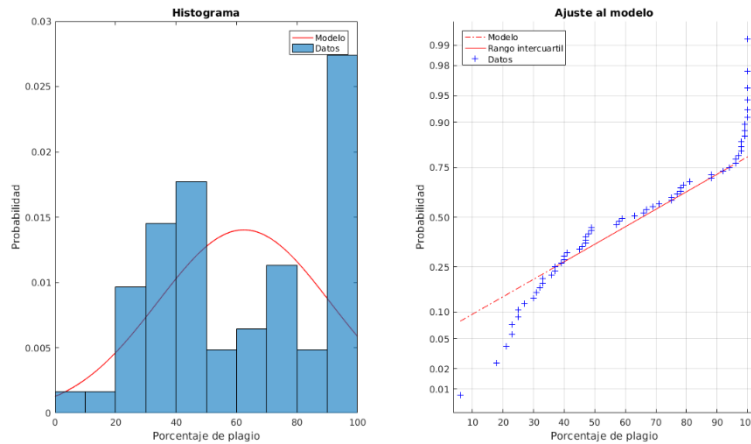 Histograma
Modelo
Datos
0.03
0.025
0.02
0.015
0.01
0.005
0
Probabilidad
0 20 40 60 80 100
Porcentaje de plagio
Ajuste al modelo
Modelo
Rango intercuartil
Datos
0.99
0.98
0.95
0.90
0.75
0.50
0.25
0.10
0.05
0.02
0.01
Probabilidad
10 20 30 40 50 60 70 80 90 100
Porcentaje de plagio